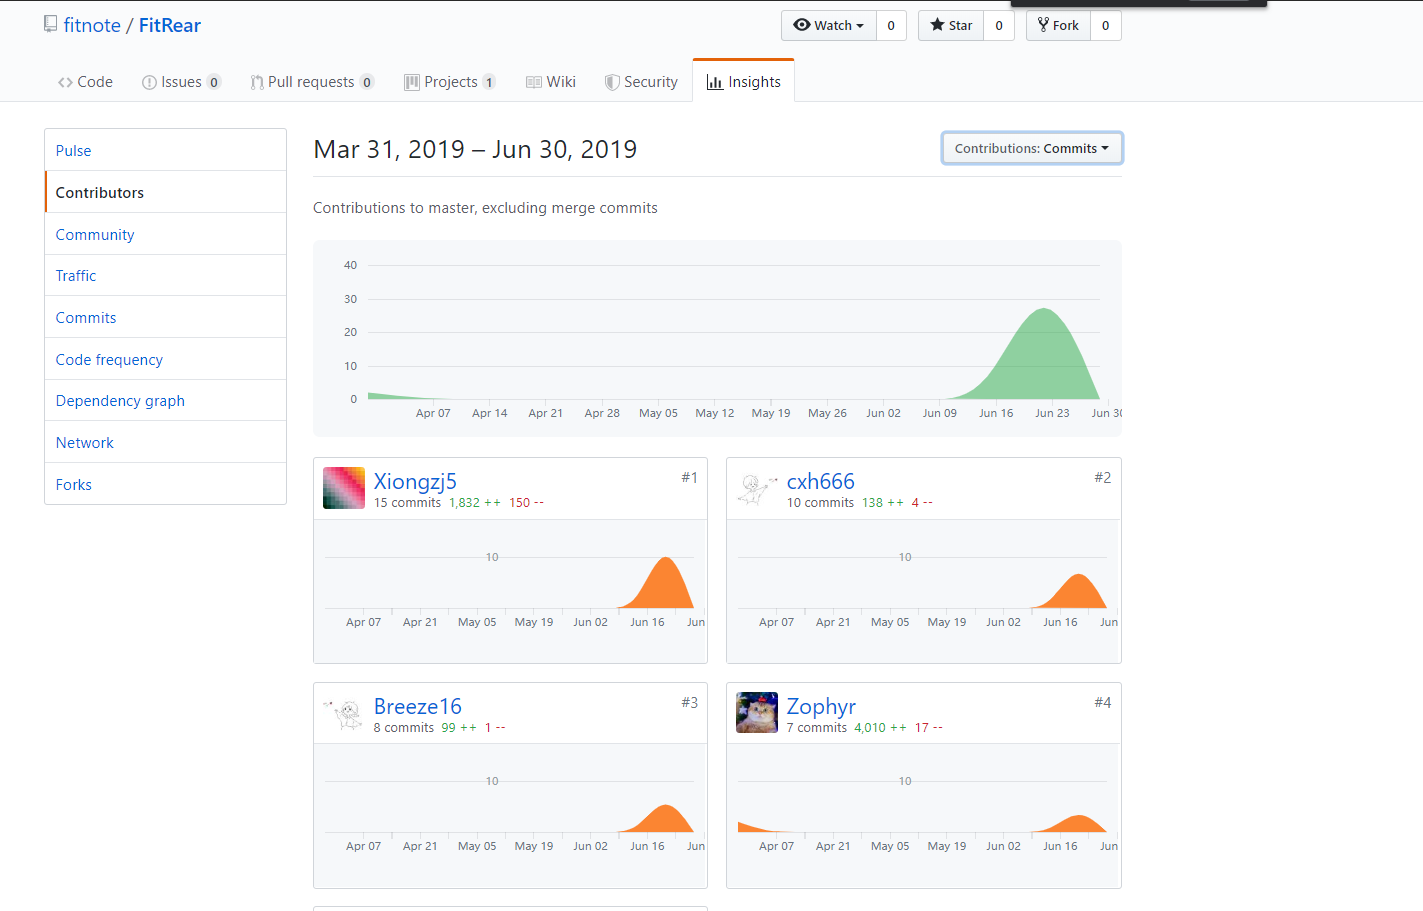 fitnote / FitRear
Watch 0 Star 0 Fork 0
Code Issues 0 Pull requests 0 Projects 1 Wiki Security Insights
Pulse
Contributors
Community
Traffic
Commits
Code frequency
Dependency graph
Network
Forks
Mar 31, 2019 – Jun 30, 2019
Contributions: Commits
Contributions to master, excluding merge commits
40
30
20
10
0
Apr 07 Apr 14 Apr 21 Apr 28 May 05 May 12 May 19 May 26 Jun 02 Jun 09 Jun 16 Jun 23 Jun 30
Xiongzj5 #1
15 commits 1,832 ++ 150 --
10
Apr 07 Apr 21 May 05 May 19 Jun 02 Jun 16 Jun
cxh666 #2
10 commits 138 ++ 4 --
10
Apr 07 Apr 21 May 05 May 19 Jun 02 Jun 16 Jun
Breeze16 #3
8 commits 99 ++ 1 --
10
Apr 07 Apr 21 May 05 May 19 Jun 02 Jun 16 Jun
Zophyr #4
7 commits 4,010 ++ 17 --
10
Apr 07 Apr 21 May 05 May 19 Jun 02 Jun 16 Jun